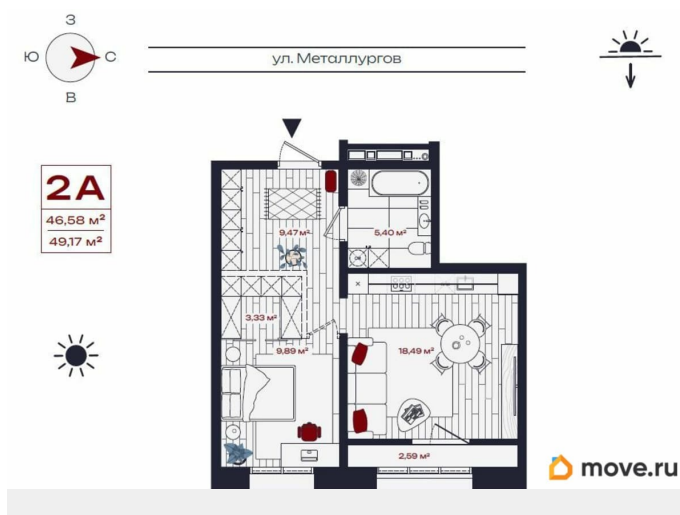 З
Ю
С
В
ул. Металлургов
2А
46,58 м²
49,17 м²
9,47 м²
5,40 м²
3,33 м²
9,89 м²
18,49 м²
2,59 м²
move.ru